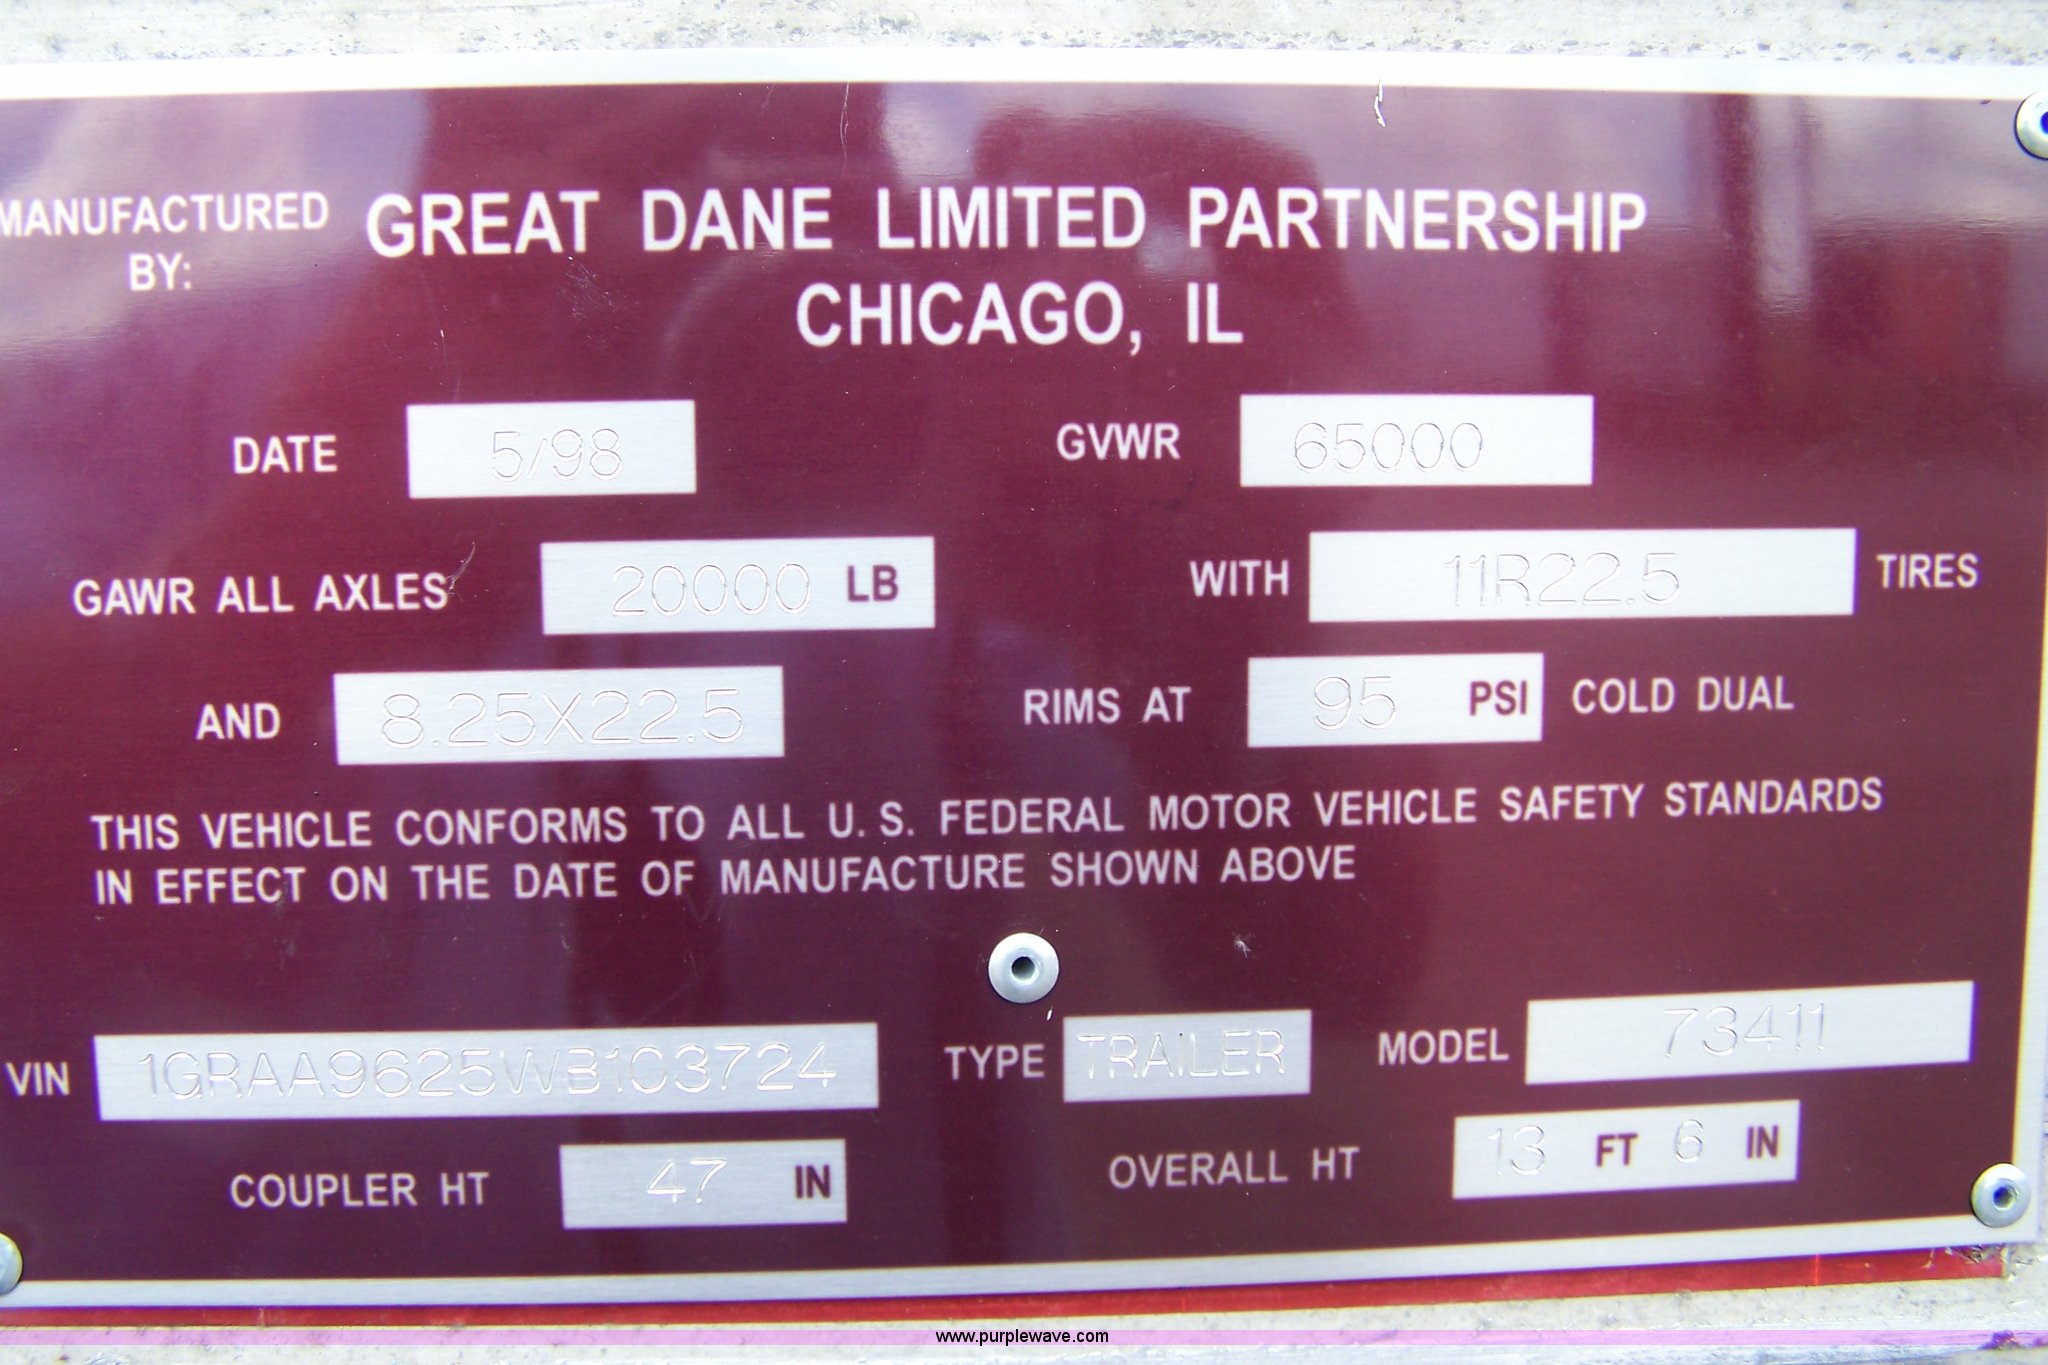 MANUFACTURED BY: GREAT DANE LIMITED PARTNERSHIP
CHICAGO, IL
DATE 5/98 GVWR 65000
GAWR ALL AXLES 20000 LB WITH 11R22.5 TIRES
AND 8.25X22.5 RIMS AT 95 PSI COLD DUAL
THIS VEHICLE CONFORMS TO ALL U. S. FEDERAL MOTOR VEHICLE SAFETY STANDARDS
IN EFFECT ON THE DATE OF MANUFACTURE SHOWN ABOVE
VIN 1GRAA9625WB103724 TYPE TRAILER MODEL 73411
COUPLER HT 47 IN OVERALL HT 13 FT 6 IN
www.purplewave.com